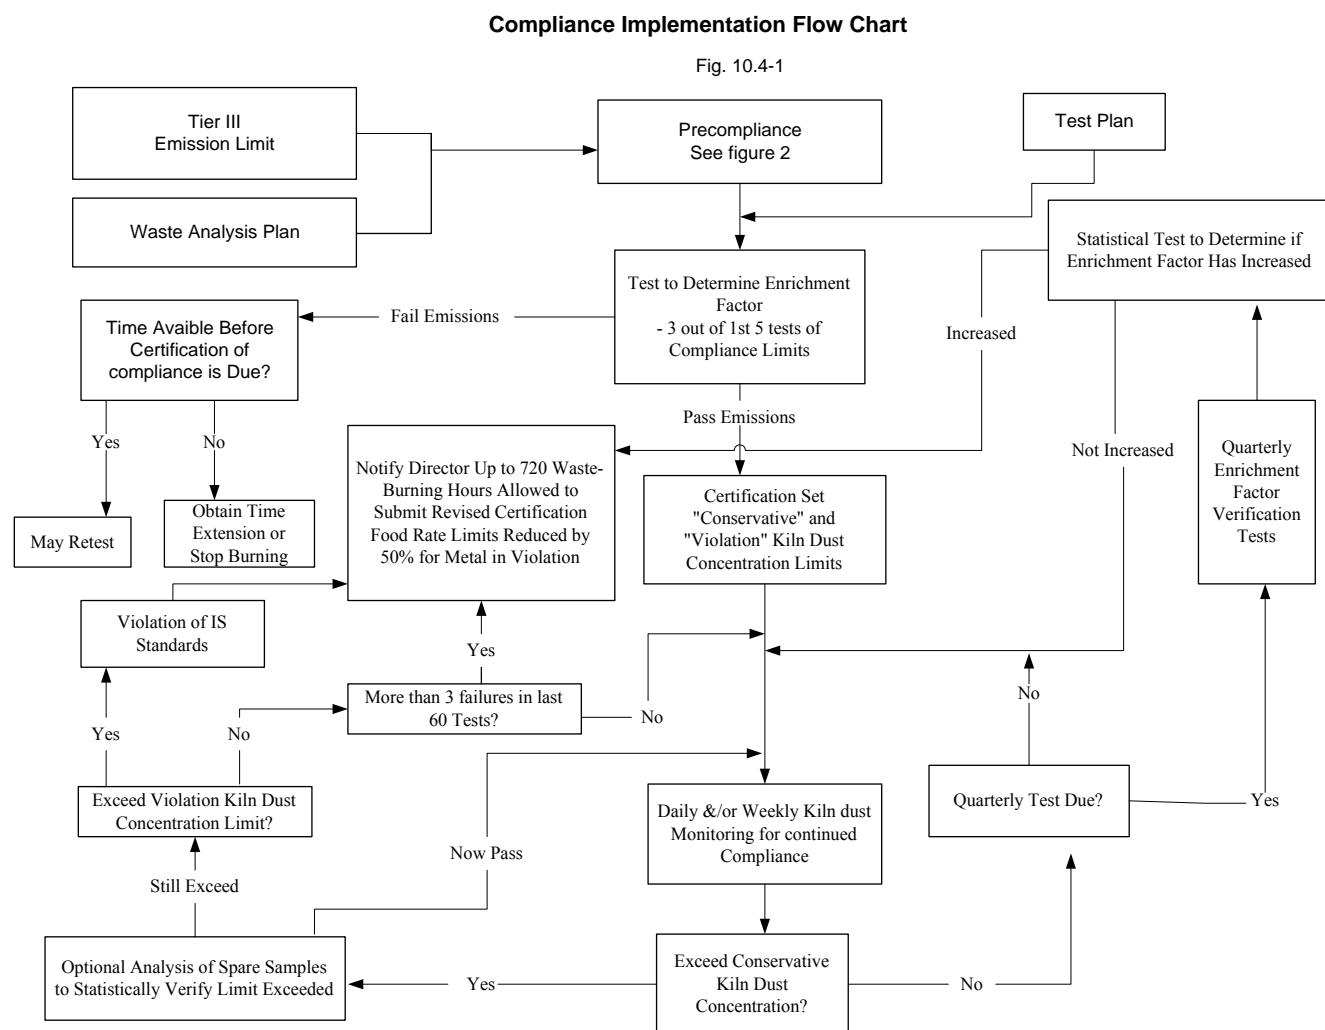 Compliance Implementation Flow Chart
Fig. 10.4-1
Tier III
Emission Limit
Precompliance
See figure 2
Test Plan
Waste Analysis Plan
Statistical Test to Determine if
Enrichment Factor Has Increased
Test to Determine Enrichment
Factor
- 3 out of 1st 5 tests of
Compliance Limits
Fail Emissions
Time Avaible Before
Certification of
compliance is Due?
Increased
Pass Emissions
Yes
No
Not Increased
Notify Director Up to 720 Waste-
Burning Hours Allowed to
Submit Revised Certification
Food Rate Limits Reduced by
50% for Metal in Violation
Quarterly
Enrichment
Factor
Verification
Tests
Certification Set
"Conservative" and
"Violation" Kiln Dust
Concentration Limits
May Retest
Obtain Time
Extension or
Stop Burning
Violation of IS
Standards
Yes
More than 3 failures in last
60 Tests?
No
No
Yes
No
Exceed Violation Kiln Dust
Concentration Limit?
Daily &/or Weekly Kiln dust
Monitoring for continued
Compliance
Quarterly Test Due?
Yes
Now Pass
Still Exceed
Optional Analysis of Spare Samples
to Statistically Verify Limit Exceeded
Yes
Exceed Conservative
Kiln Dust
Concentration?
No